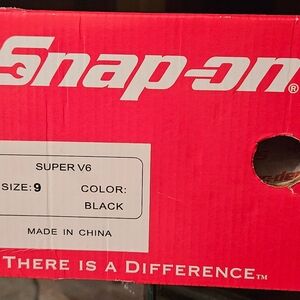 Snap-on®
SUPER V6
SIZE: 9 COLOR:
BLACK
MADE IN CHINA
THERE IS A DIFFERENCE™